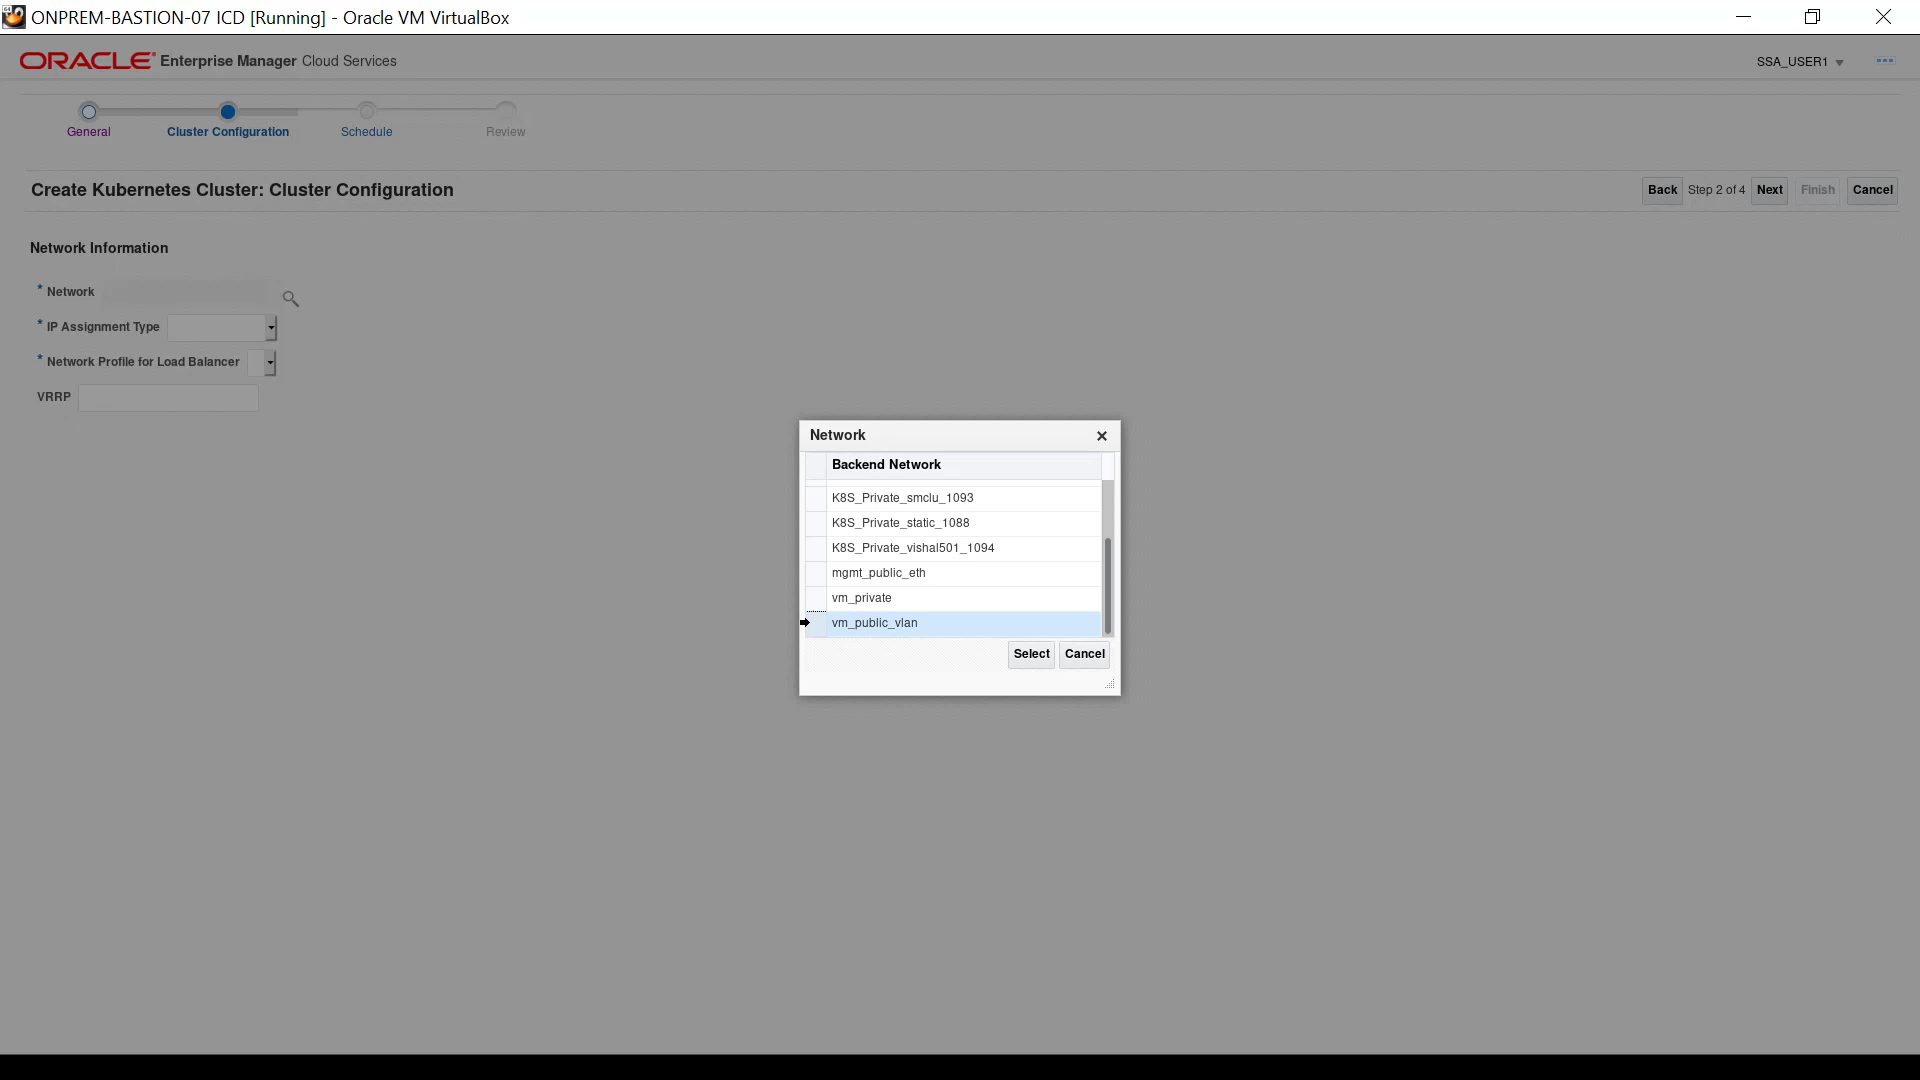 ONPREM-BASTION-07 ICD [Running] - Oracle VM VirtualBox
ORACLE Enterprise Manager Cloud Services
SSA_USER1
General
Cluster Configuration
Schedule
Review
Create Kubernetes Cluster: Cluster Configuration
Back Step 2 of 4 Next Finish Cancel
Network Information
* Network
* IP Assignment Type
* Network Profile for Load Balancer
VRRP
Network
Backend Network
K8S_Private_smclu_1093
K8S_Private_static_1088
K8S_Private_vishal501_1094
mgmt_public_eth
vm_private
vm_public_vlan
Select Cancel